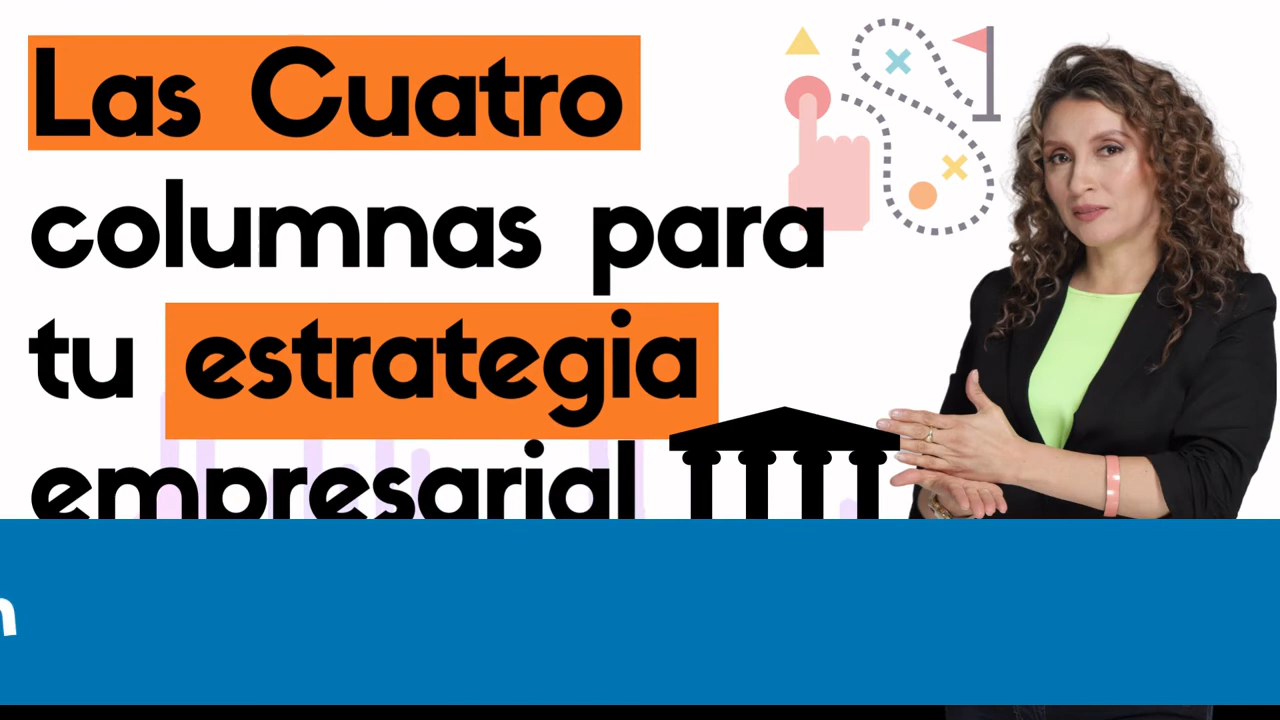 Las Cuatro
columnas para
tu estrategia
empresarial